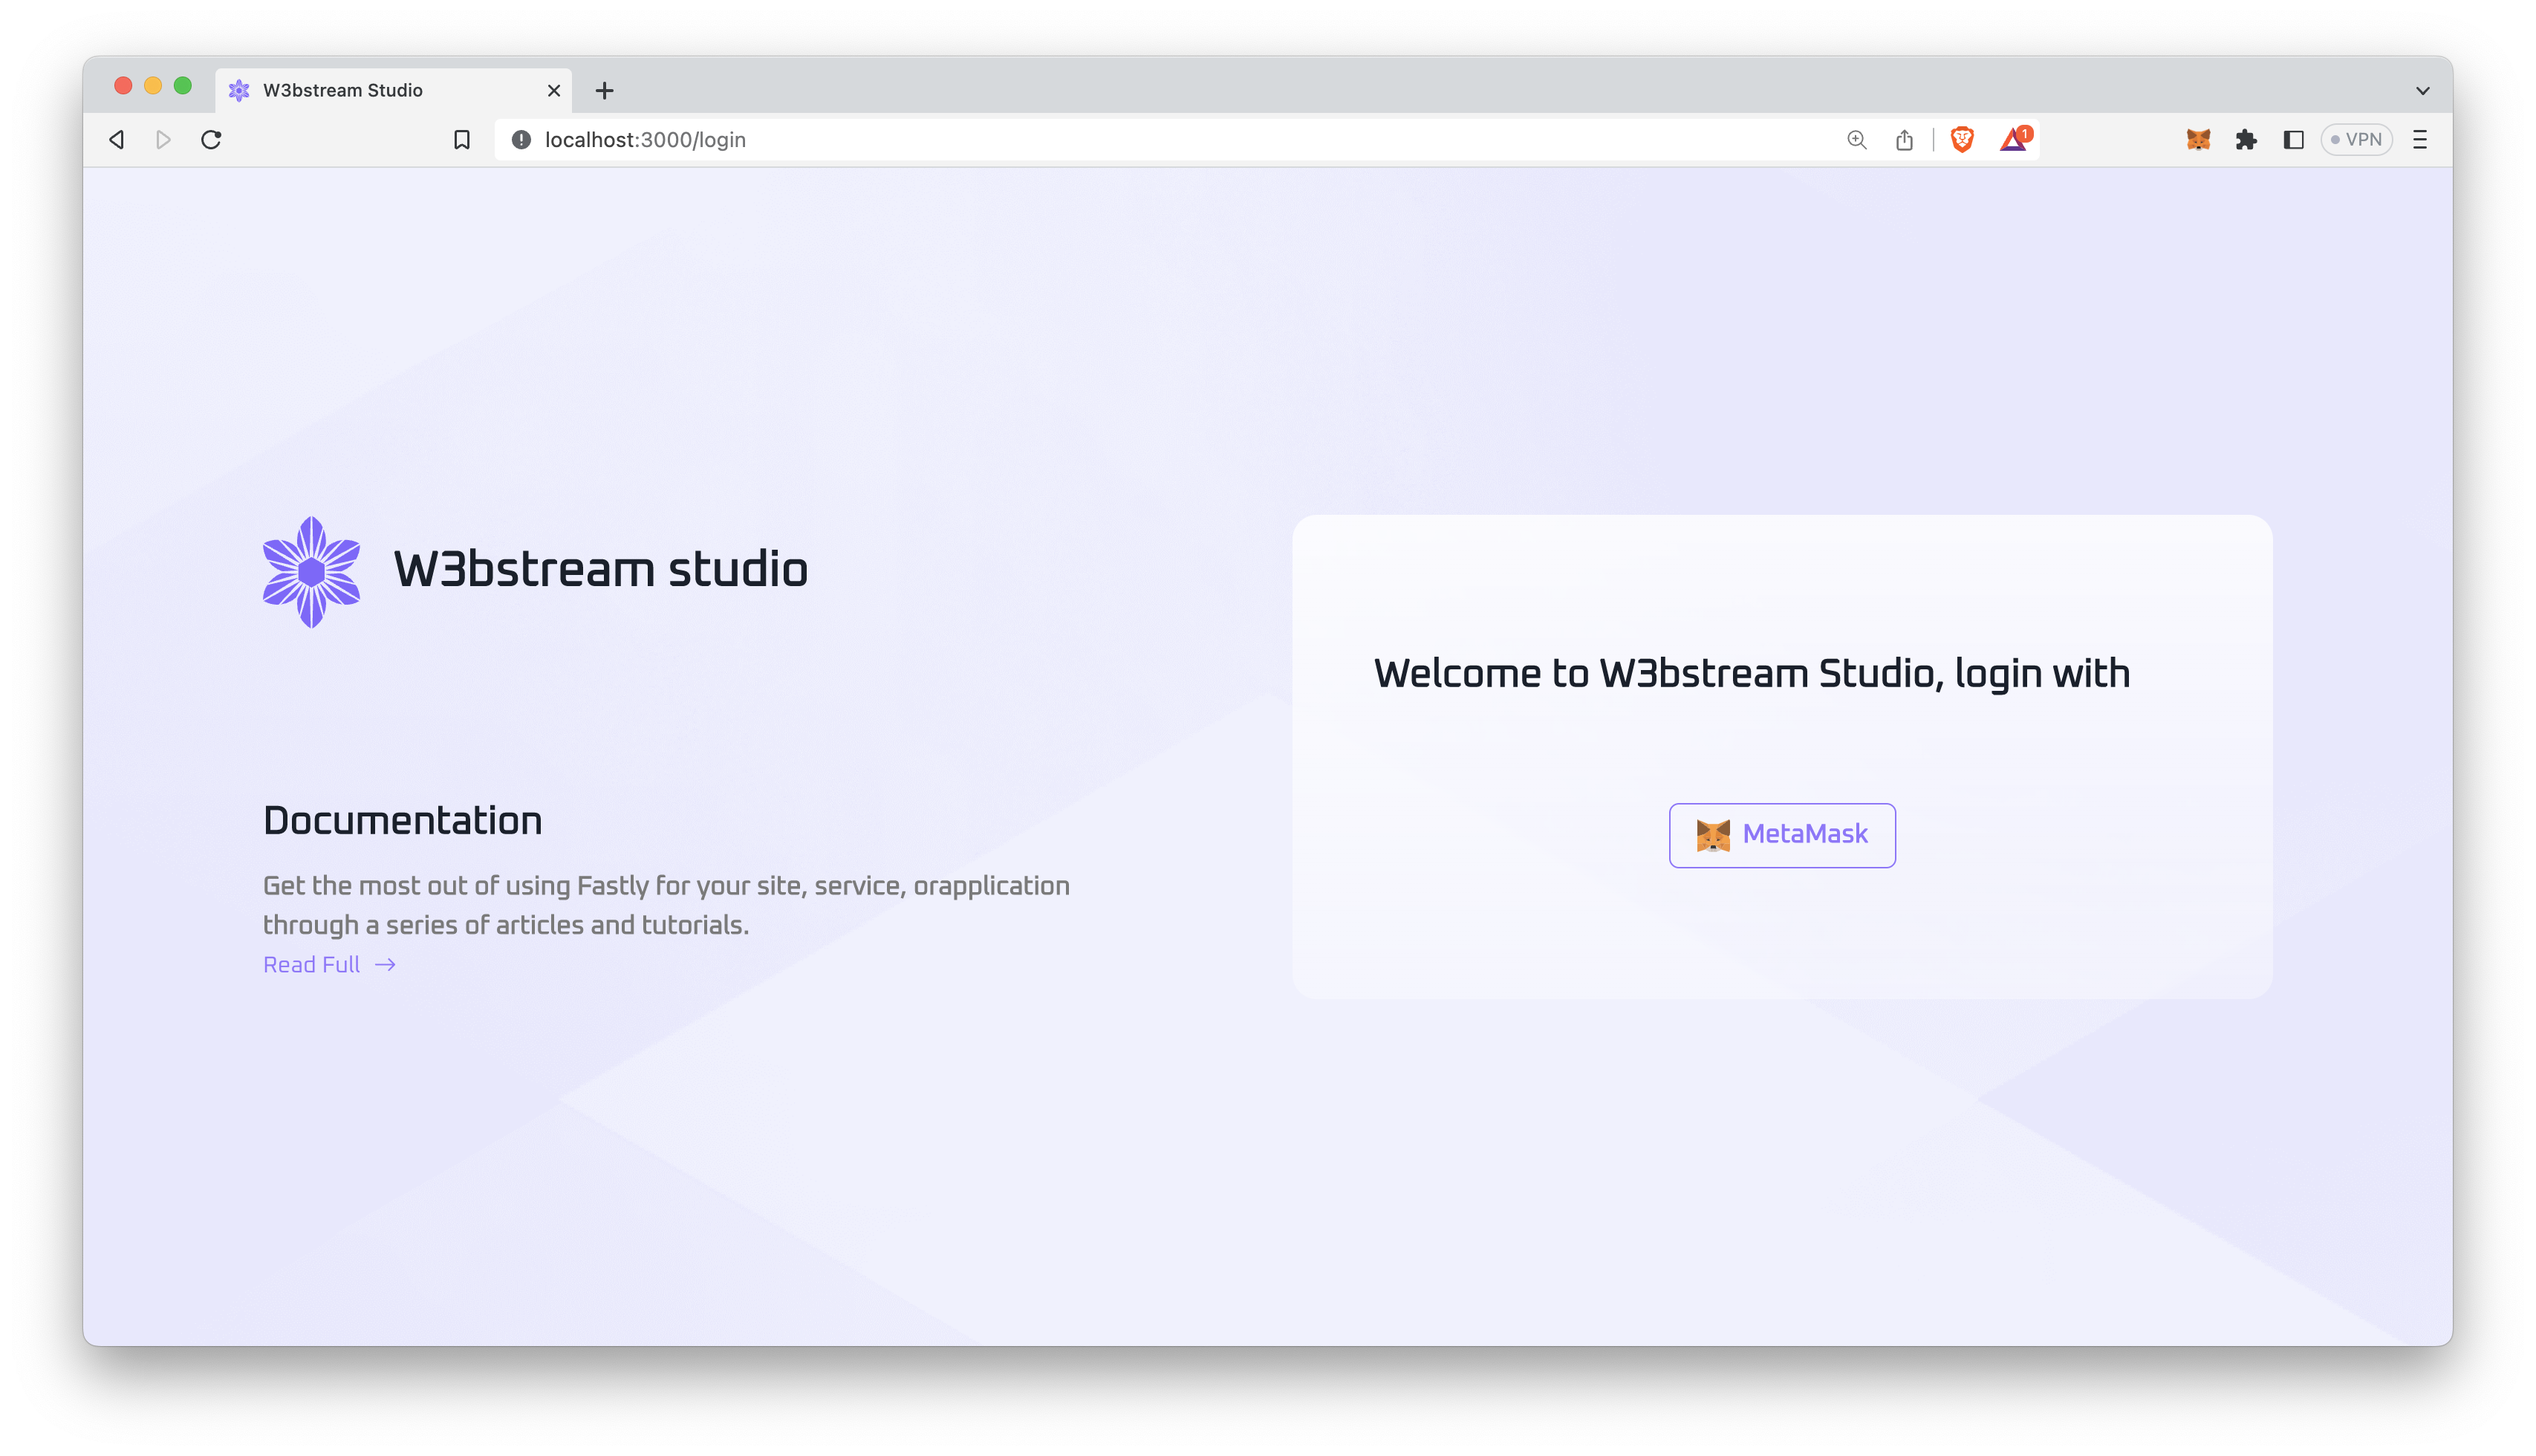 W3bstream Studio
localhost:3000/login
1
VPN
W3bstream studio
Welcome to W3bstream Studio, login with
MetaMask
Documentation
Get the most out of using Fastly for your site, service, orapplication
through a series of articles and tutorials.
Read Full →